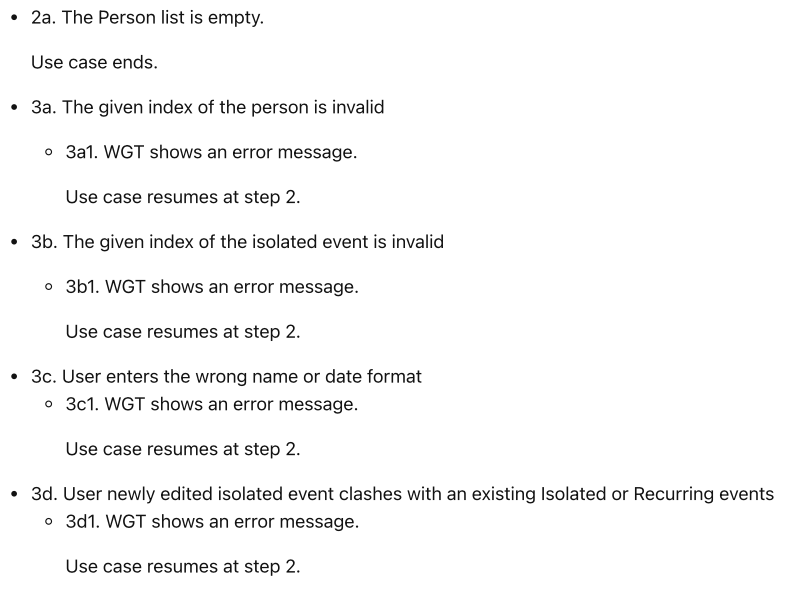 • 2a. The Person list is empty.
Use case ends.
• 3a. The given index of the person is invalid
◦ 3a1. WGT shows an error message.
Use case resumes at step 2.
• 3b. The given index of the isolated event is invalid
◦ 3b1. WGT shows an error message.
Use case resumes at step 2.
• 3c. User enters the wrong name or date format
◦ 3c1. WGT shows an error message.
Use case resumes at step 2.
• 3d. User newly edited isolated event clashes with an existing Isolated or Recurring events
◦ 3d1. WGT shows an error message.
Use case resumes at step 2.